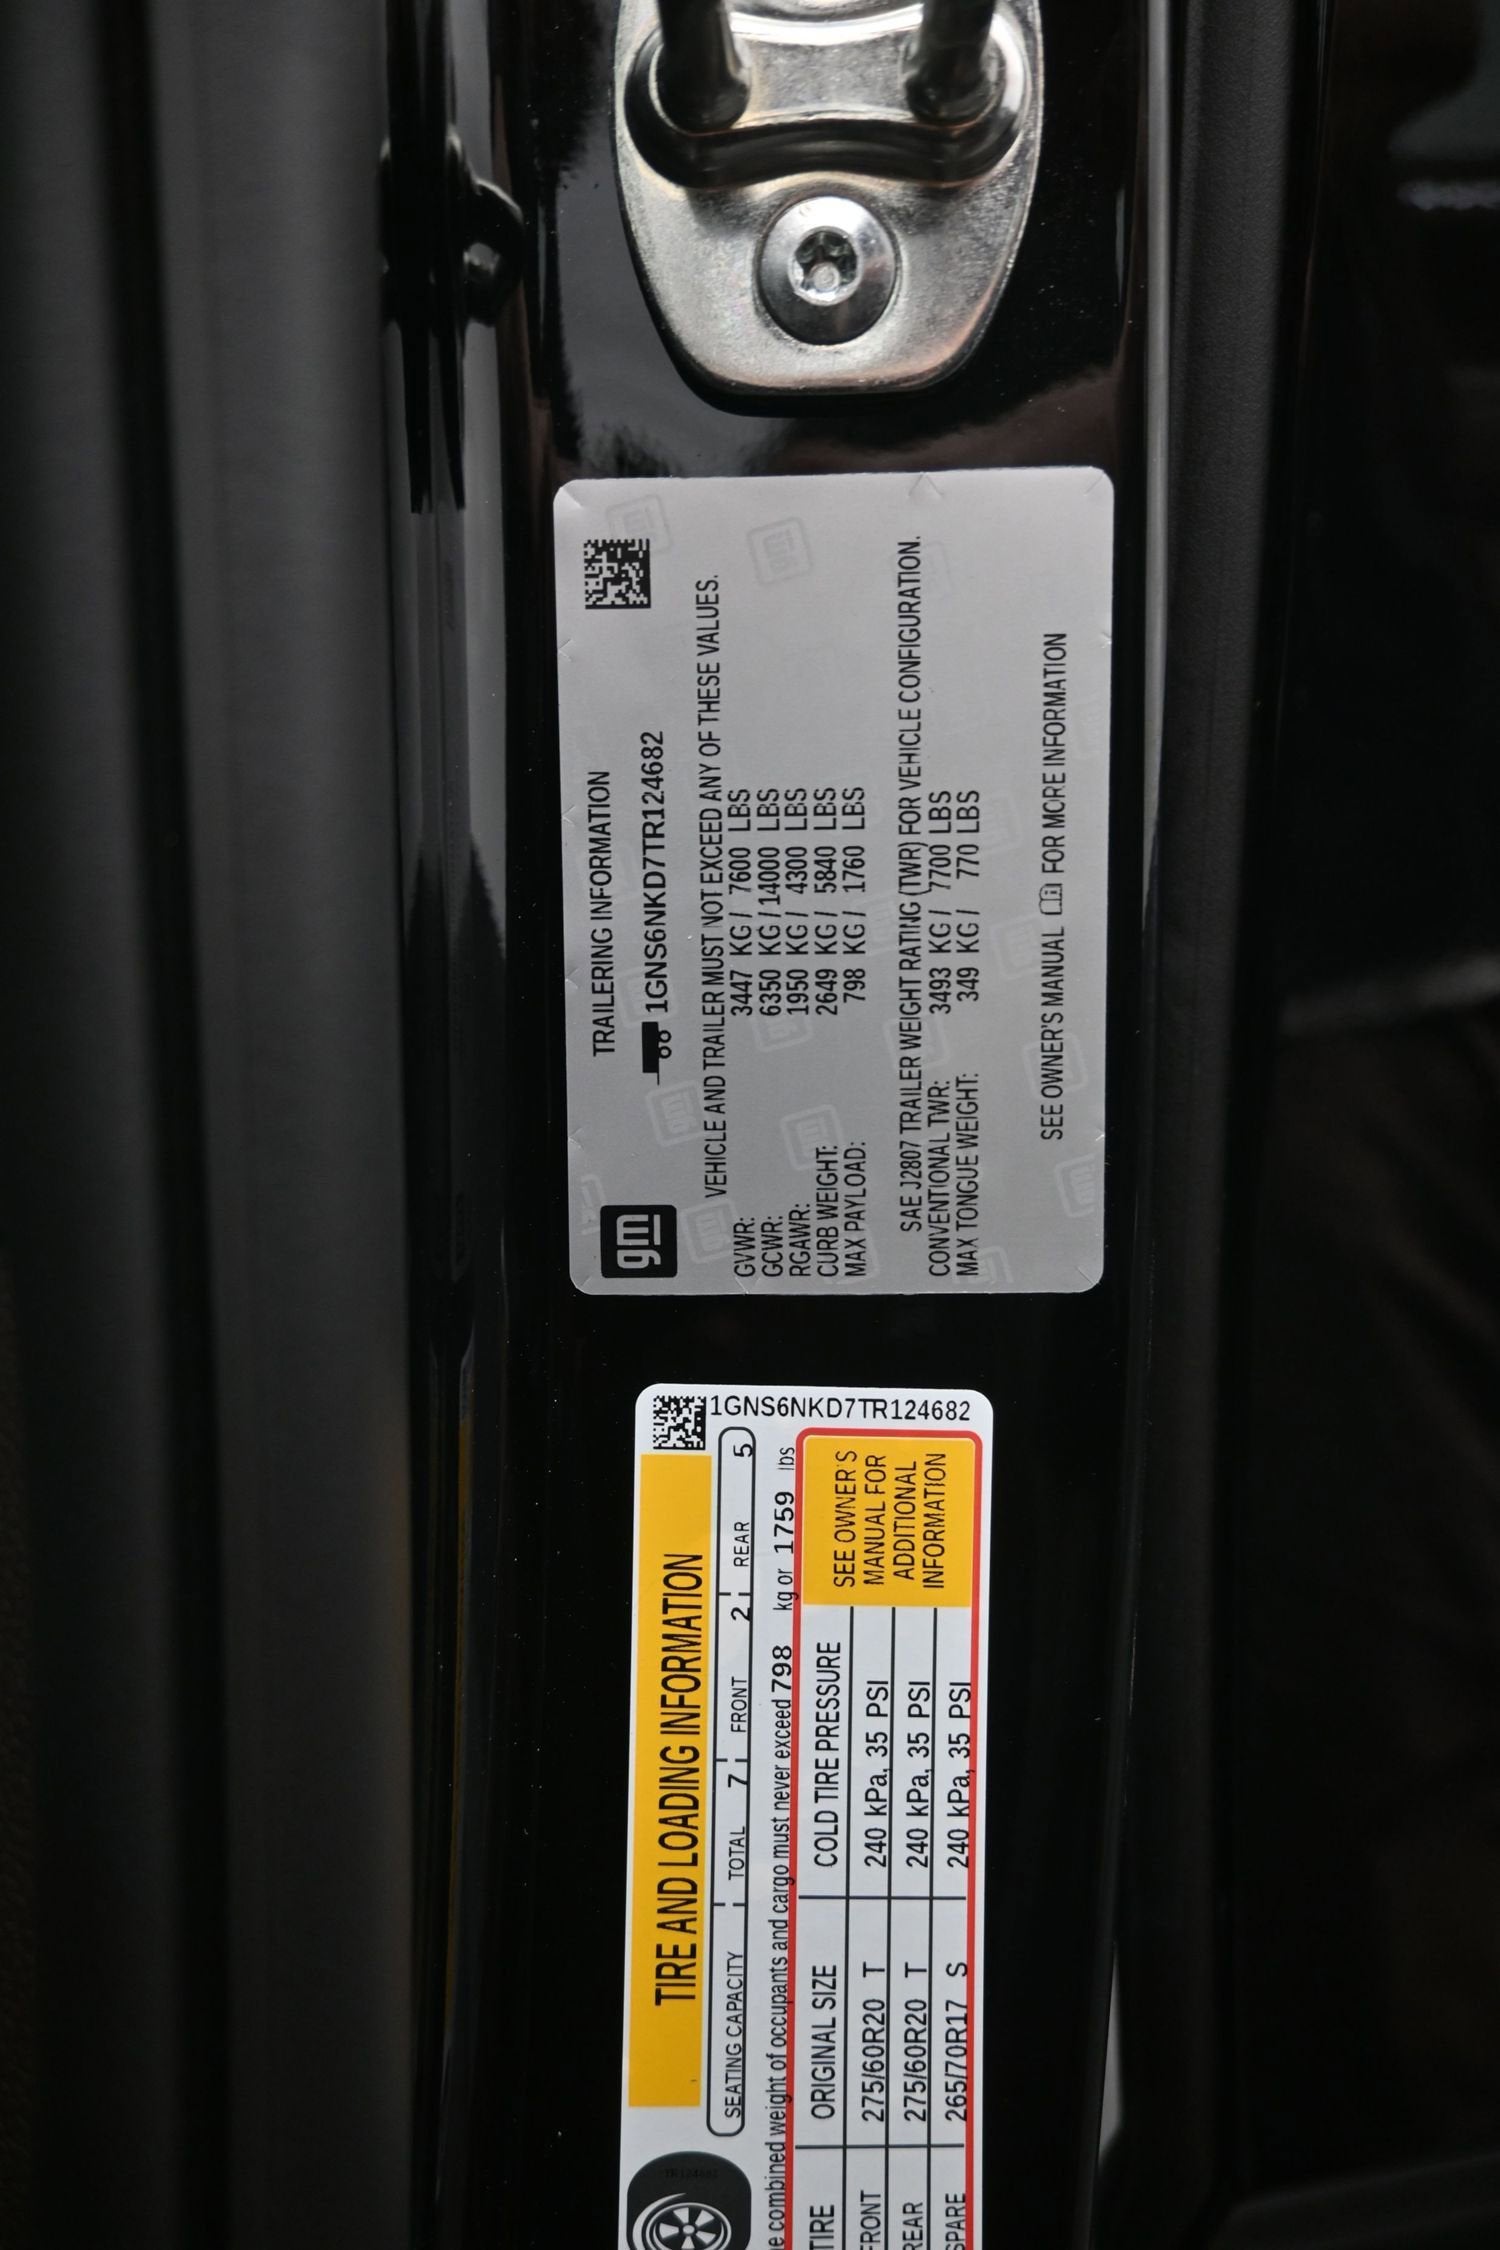 gm
TRAILERING INFORMATION
1GNS6NKD7TR124682
VEHICLE AND TRAILER MUST NOT EXCEED ANY OF THESE VALUES.
GVWR: 3447 KG / 7600 LBS
GCWR: 6350 KG / 14000 LBS
RGAWR: 1950 KG / 4300 LBS
CURB WEIGHT: 2649 KG / 5840 LBS
MAX PAYLOAD: 798 KG / 1760 LBS
SAE J2807 TRAILER WEIGHT RATING (TWR) FOR VEHICLE CONFIGURATION.
CONVENTIONAL TWR: 3493 KG / 7700 LBS
MAX TONGUE WEIGHT: 349 KG / 770 LBS
SEE OWNER'S MANUAL FOR MORE INFORMATION
TR124682
TIRE AND LOADING INFORMATION
1GNS6NKD7TR124682
SEATING CAPACITY TOTAL 7 FRONT 2 REAR 5
combined weight of occupants and cargo must never exceed 798 kg or 1759 lbs
TIRE ORIGINAL SIZE COLD TIRE PRESSURE
FRONT 275/60R20 T 240 kPa, 35 PSI
REAR 275/60R20 T 240 kPa, 35 PSI
SPARE 265/70R17 S 240 kPa, 35 PSI
SEE OWNER'S
MANUAL FOR
ADDITIONAL
INFORMATION